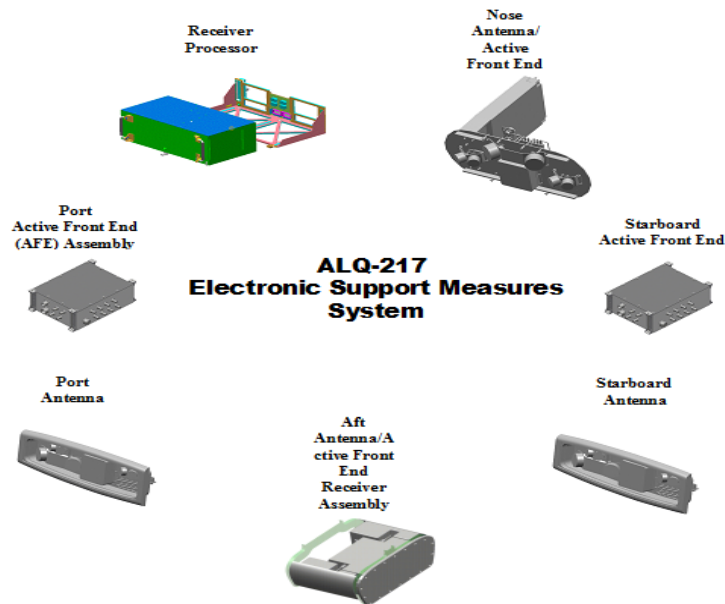 Receiver
Processor
Nose
Antenna/
Active
Front End
Port
Active Front End
(AFE) Assembly
Starboard
Active Front End
ALQ-217
Electronic Support Measures
System
Port
Antenna
Starboard
Antenna
Aft
Antenna/A
ctive Front
End
Receiver
Assembly